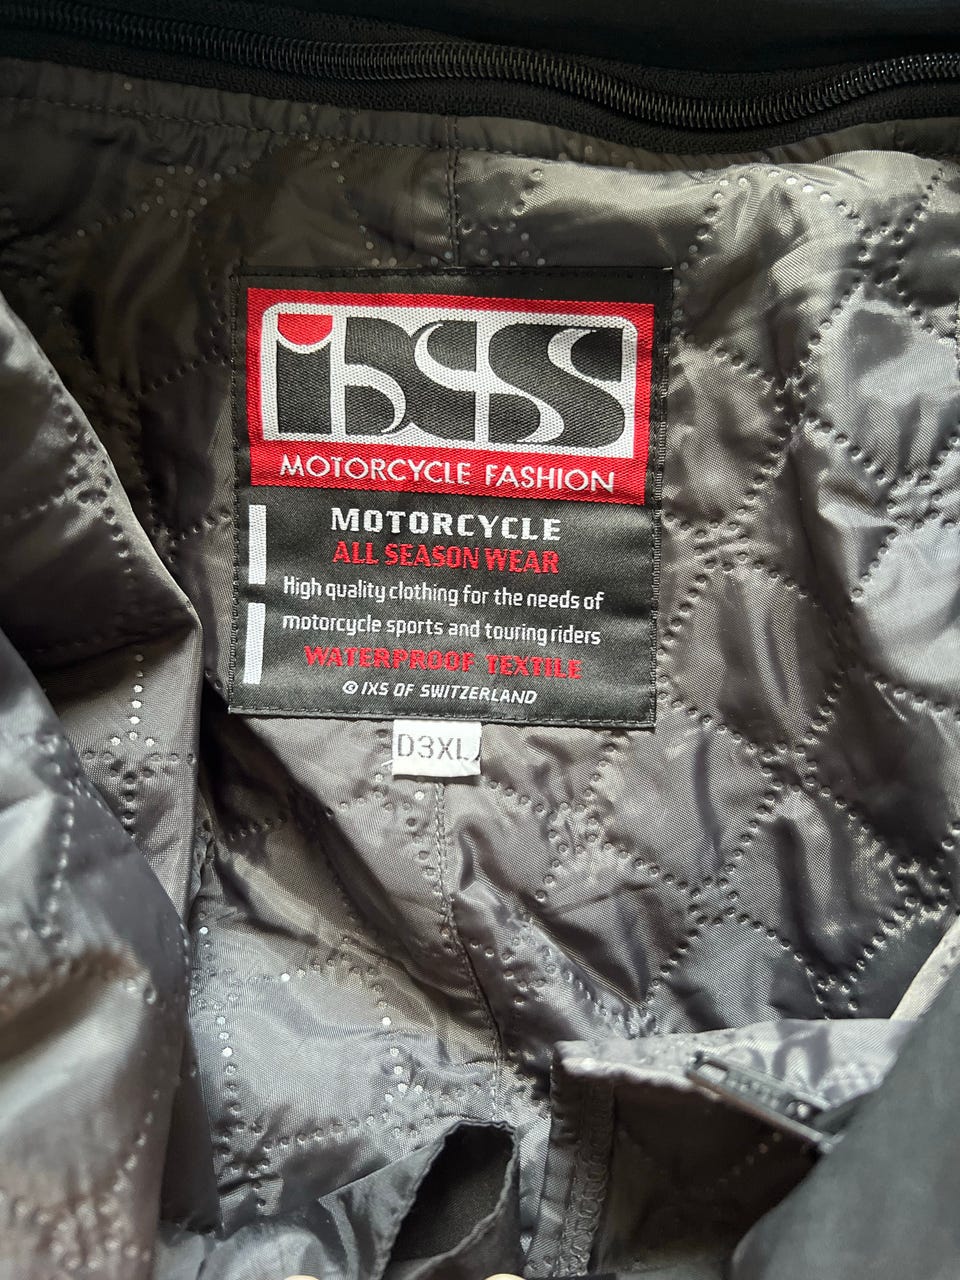 iXS
MOTORCYCLE FASHION
MOTORCYCLE
ALL SEASON WEAR
High quality clothing for the needs of
motorcycle sports and touring riders
WATERPROOF TEXTILE
© IXS OF SWITZERLAND
D3XL